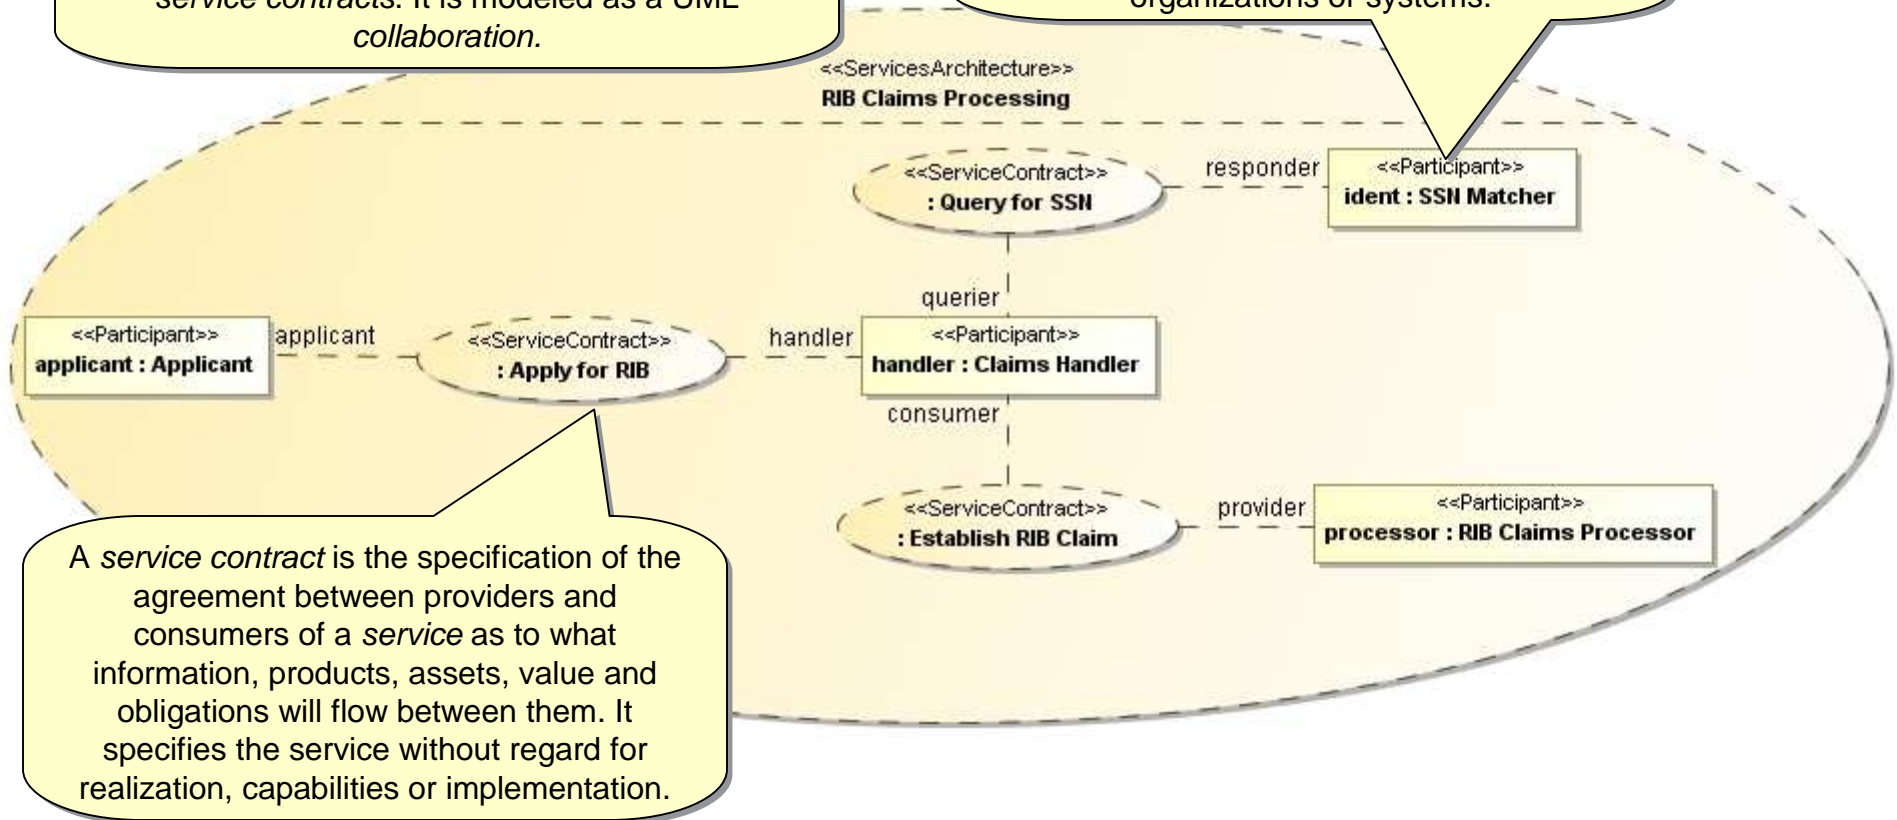 service contracts. It is modeled as a UML
collaboration.
organizations or systems.
<<ServicesArchitecture>>
RIB Claims Processing
<<ServiceContract>>
: Query for SSN
responder
<<Participant>>
ident : SSN Matcher
querier
<<Participant>>
applicant : Applicant
applicant
<<ServiceContract>>
: Apply for RIB
handler
<<Participant>>
handler : Claims Handler
consumer
<<ServiceContract>>
: Establish RIB Claim
provider
<<Participant>>
processor : RIB Claims Processor
A service contract is the specification of the
agreement between providers and
consumers of a service as to what
information, products, assets, value and
obligations will flow between them. It
specifies the service without regard for
realization, capabilities or implementation.